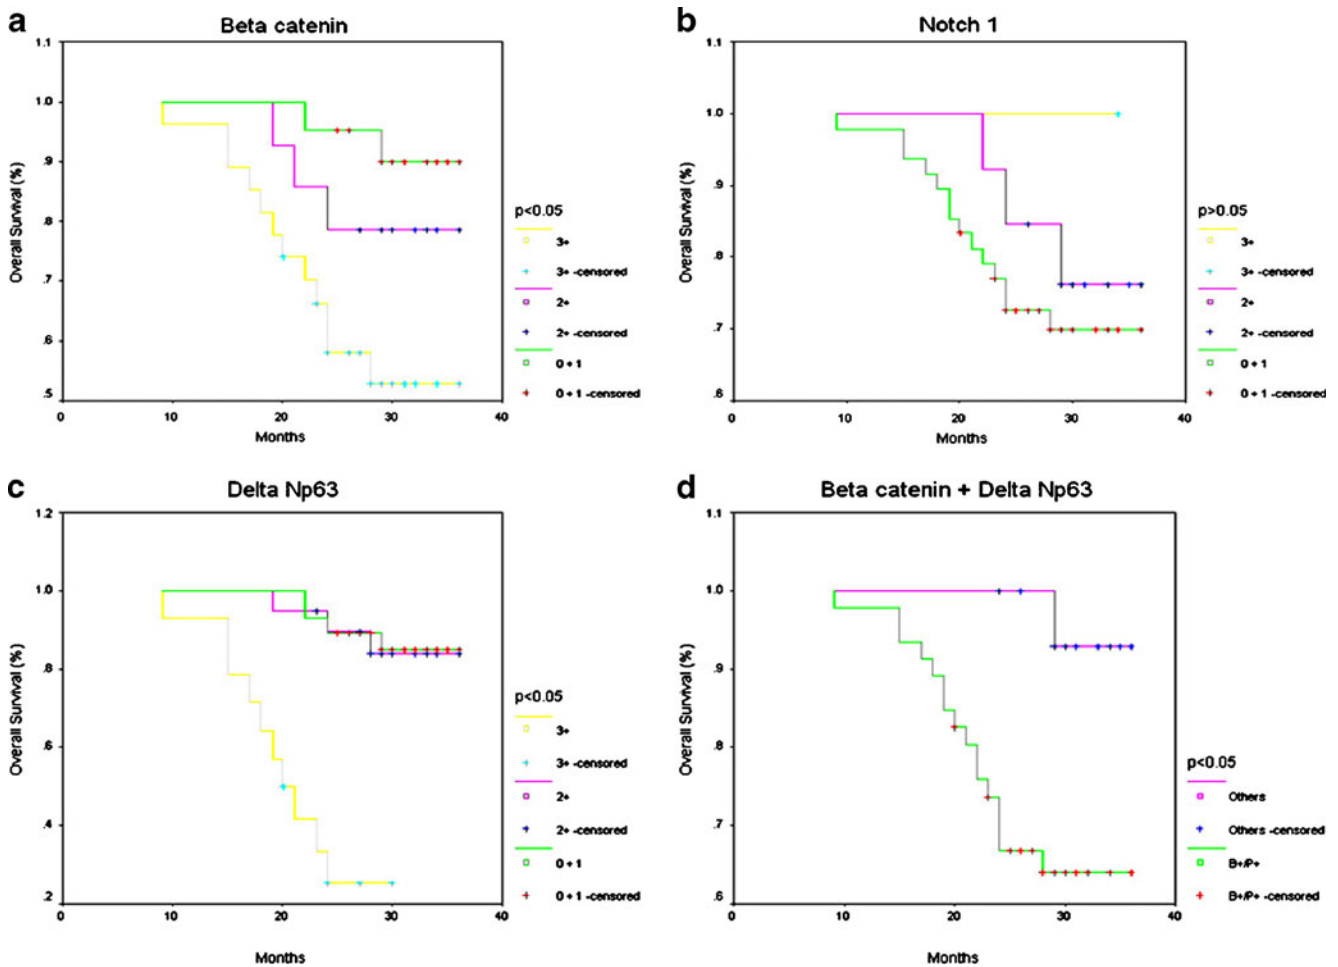 a
Beta catenin
1.1
1.0
.9
.8
.7
.6
.5
0
10
20
30
40
Months
Overall Survival (%)
p<0.05
3+
3+ -censored
2+
2+ -censored
0 + 1
0 + 1 -censored
b
Notch 1
1.1
1.0
.9
.8
.7
.6
0
10
20
30
40
Months
Overall Survival (%)
p>0.05
3+
3+ -censored
2+
2+ -censored
0 + 1
0 + 1 -censored
c
Delta Np63
1.2
1.0
.8
.6
.4
.2
0
10
20
30
40
Months
Overall Survival (%)
p<0.05
3+
3+ -censored
2+
2+ -censored
0 + 1
0 + 1 -censored
d
Beta catenin + Delta Np63
1.1
1.0
.9
.8
.7
.6
0
10
20
30
40
Months
Overall Survival (%)
p<0.05
Others
Others -censored
B+/P+
B+/P+ -censored